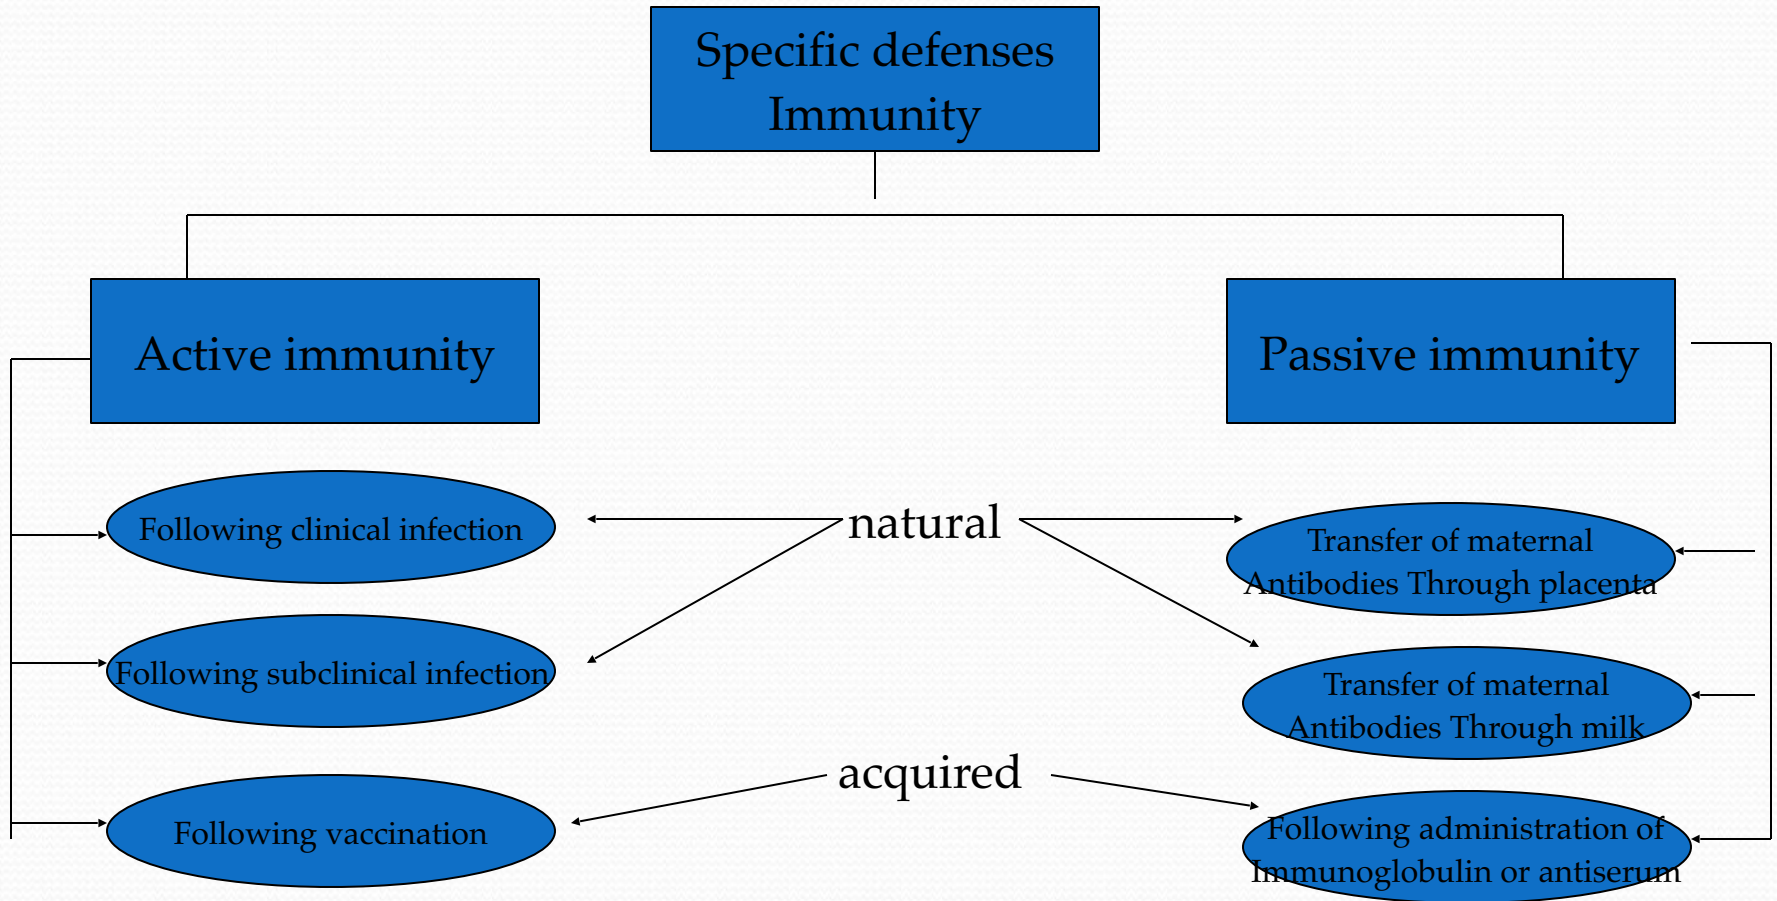 Specific defenses
Immunity
Active immunity
Passive immunity
Following clinical infection
natural
Transfer of maternal
Antibodies Through placenta
Following subclinical infection
Transfer of maternal
Antibodies Through milk
acquired
Following vaccination
Following administration of
Immunoglobulin or antiserum